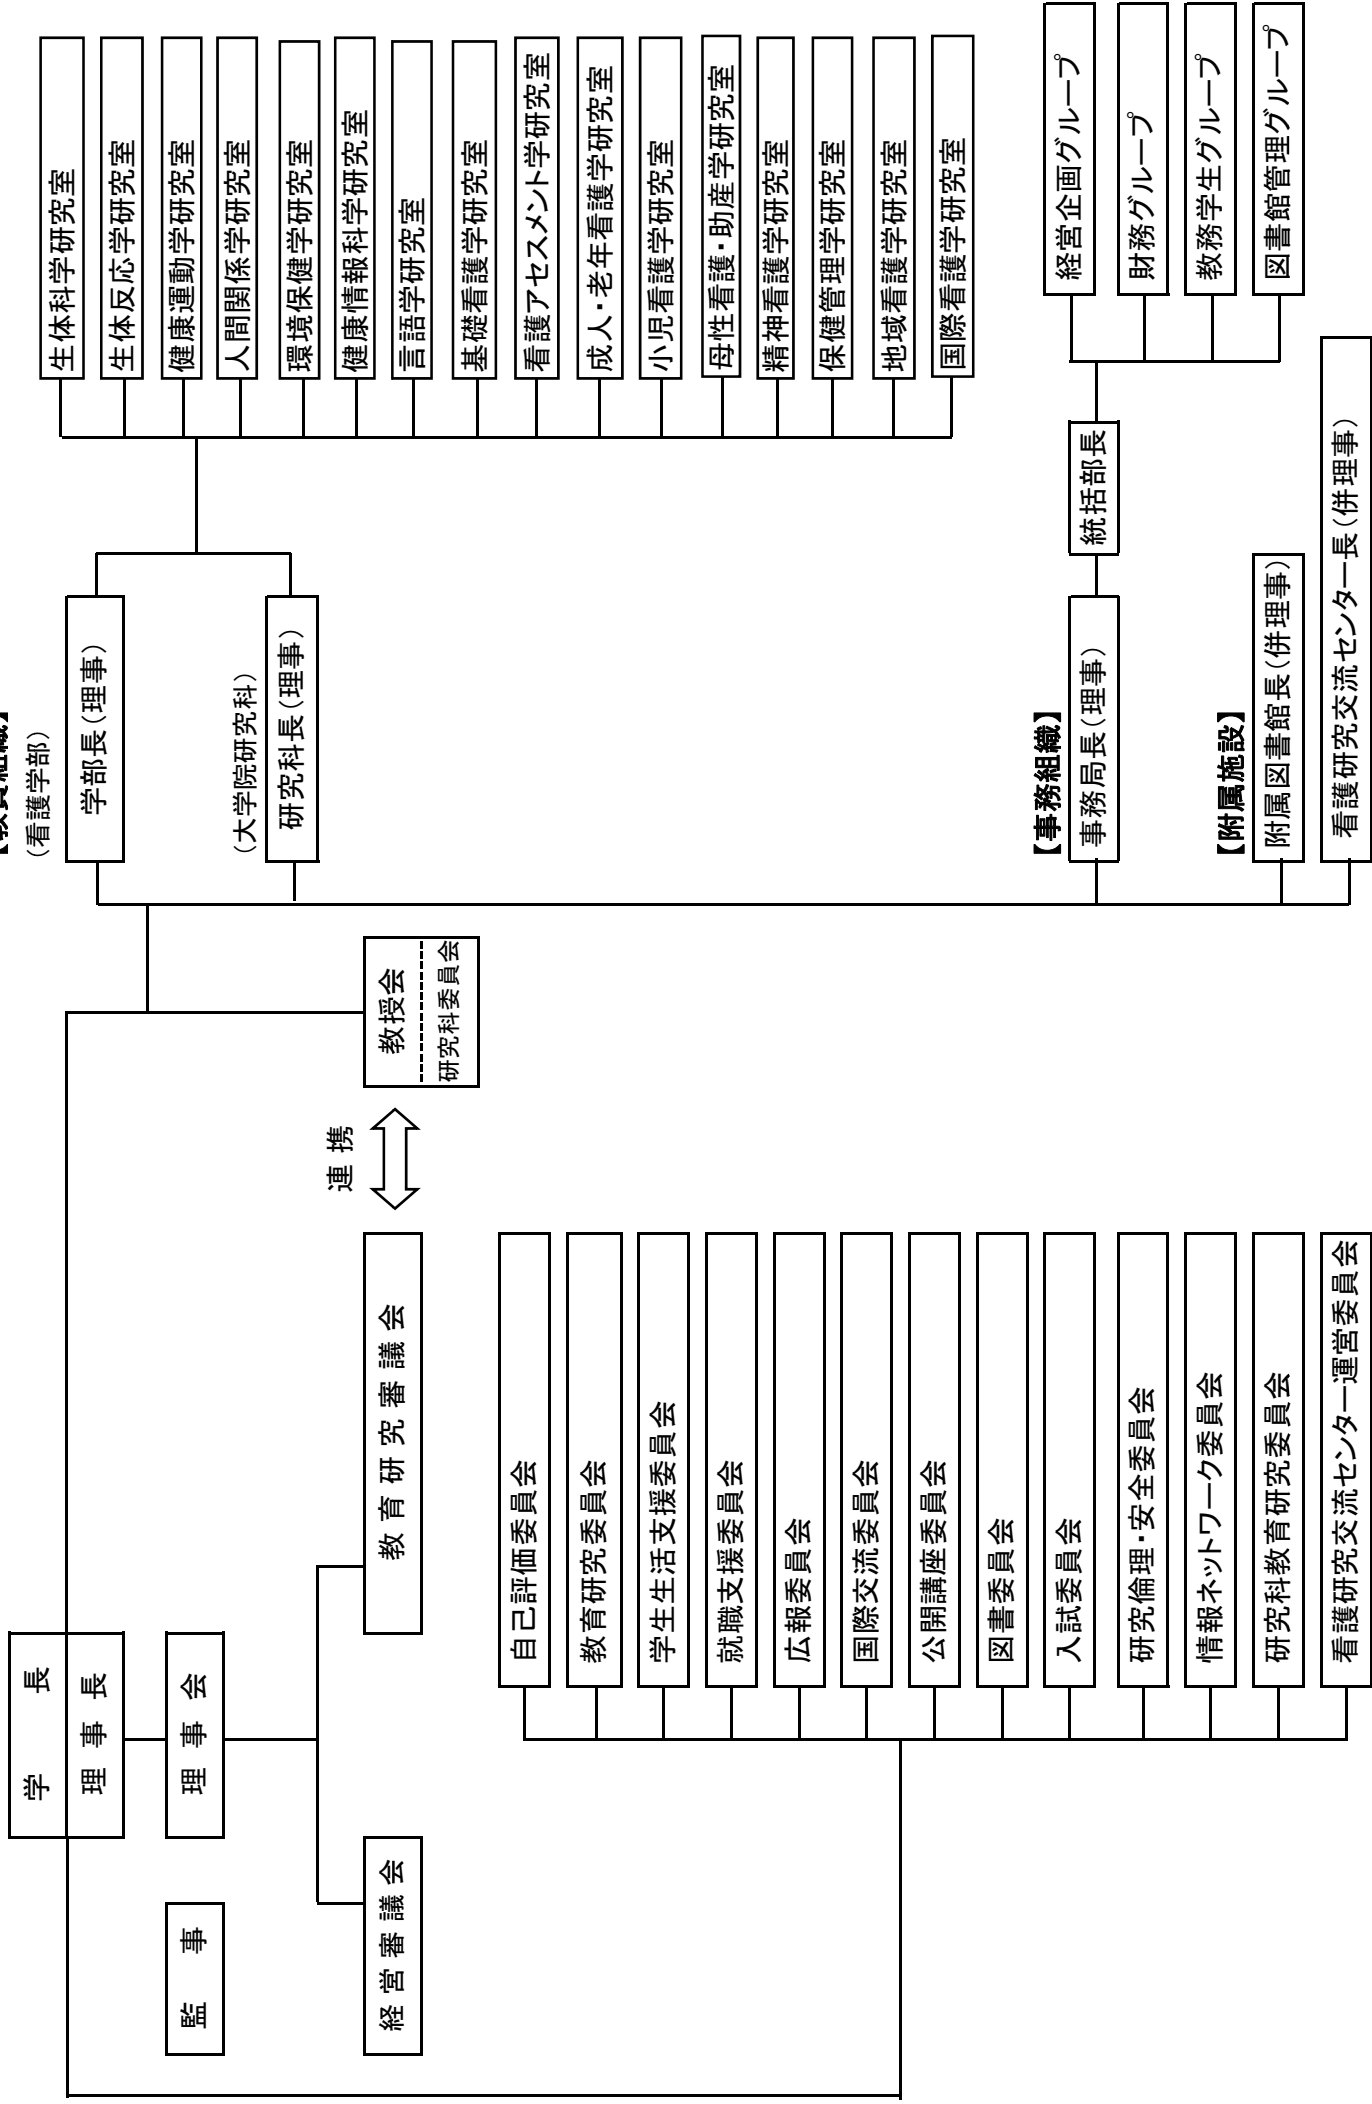 学長
理事長
理事会
監事
経営審議会
教育研究審議会
連携
教授会
研究科委員会
自己評価委員会
教育研究委員会
学生生活支援委員会
就職支援委員会
広報委員会
国際交流委員会
公開講座委員会
図書委員会
入試委員会
研究倫理・安全委員会
情報ネットワーク委員会
研究科教育研究委員会
看護研究交流センター運営委員会
【教員組織】
（看護学部）
学部長（理事）
（大学院研究科）
研究科長（理事）
生体科学研究室
生体反応学研究室
健康運動学研究室
人間関係学研究室
環境保健学研究室
健康情報科学研究室
言語学研究室
基礎看護学研究室
看護アセスメント学研究室
成人・老年看護学研究室
小児看護学研究室
母性看護・助産学研究室
精神看護学研究室
保健管理学研究室
地域看護学研究室
国際看護学研究室
【事務組織】
事務局長（理事）
統括部長
経営企画グループ
財務グループ
教務学生グループ
図書館管理グループ
【附属施設】
附属図書館長（併理事）
看護研究交流センター長（併理事）